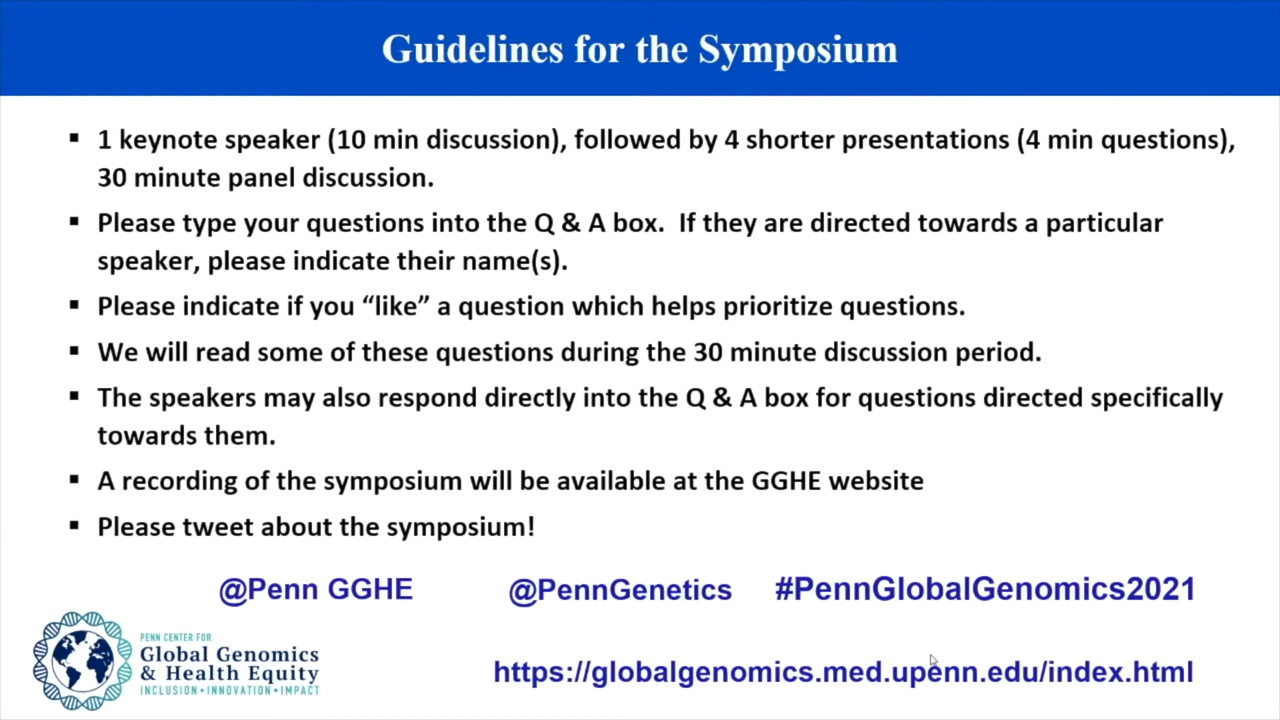 Guidelines for the Symposium
▪ 1 keynote speaker (10 min discussion), followed by 4 shorter presentations (4 min questions),
30 minute panel discussion.
▪ Please type your questions into the Q & A box.  If they are directed towards a particular
speaker, please indicate their name(s).
▪ Please indicate if you “like” a question which helps prioritize questions.
▪ We will read some of these questions during the 30 minute discussion period.
▪ The speakers may also respond directly into the Q & A box for questions directed specifically
towards them.
▪ A recording of the symposium will be available at the GGHE website
▪ Please tweet about the symposium!
@Penn GGHE @PennGenetics #PennGlobalGenomics2021
PENN CENTER FOR
Global Genomics
& Health Equity
INCLUSION • INNOVATION • IMPACT
https://globalgenomics.med.upenn.edu/index.html